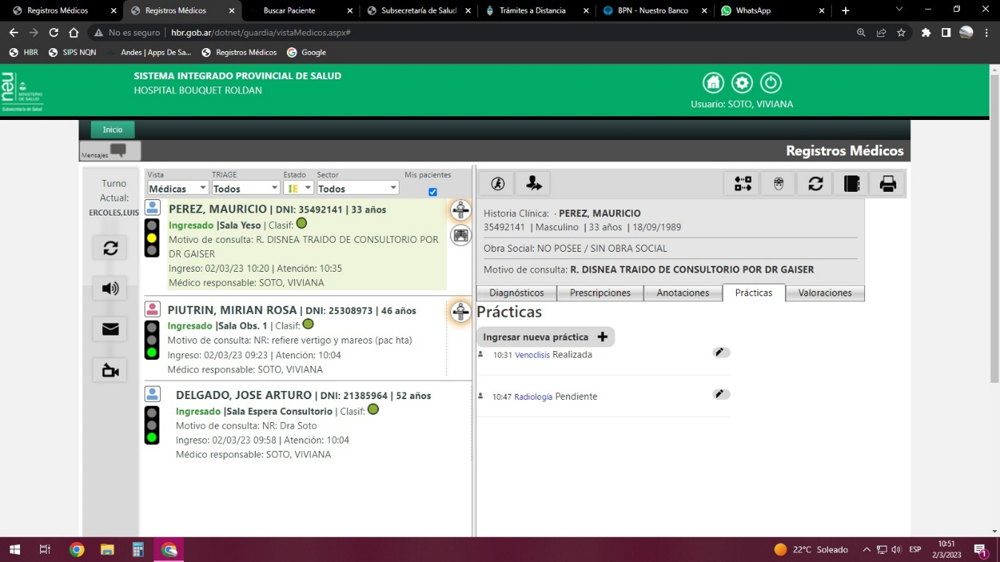 Registros Médicos
Registros Médicos
Buscar Paciente
Subsecretaría de Salud
Trámites a Distancia
BPN - Nuestro Banco
WhatsApp
No es seguro | hbr.gob.ar/dotnet/guardia/vistaMedicos.aspx#
HBR
SIPS NQN
Andes | Apps De Sa...
Registros Médicos
Google
neu
MINISTERIO
DE SALUD
Subsecretaría de Salud
SISTEMA INTEGRADO PROVINCIAL DE SALUD
HOSPITAL BOUQUET ROLDAN
Usuario: SOTO, VIVIANA
Inicio
Mensajes
Registros Médicos
Turno
Actual:
ERCOLES,LUIS
Vista
TRIAGE
Estado
Sector
Mis pacientes
Médicas
Todos
IE
Todos
PEREZ, MAURICIO | DNI: 35492141 | 33 años
Ingresado |Sala Yeso | Clasif:
Motivo de consulta: R. DISNEA TRAIDO DE CONSULTORIO POR
DR GAISER
Ingreso: 02/03/23 10:20 | Atención: 10:35
Médico responsable: SOTO, VIVIANA
PIUTRIN, MIRIAN ROSA | DNI: 25308973 | 46 años
Ingresado |Sala Obs. 1 | Clasif:
Motivo de consulta: NR: refiere vertigo y mareos (pac hta)
Ingreso: 02/03/23 09:23 | Atención: 10:04
Médico responsable: SOTO, VIVIANA
DELGADO, JOSE ARTURO | DNI: 21385964 | 52 años
Ingresado |Sala Espera Consultorio | Clasif:
Motivo de consulta: NR: Dra Soto
Ingreso: 02/03/23 09:58 | Atención: 10:04
Médico responsable: SOTO, VIVIANA
Historia Clínica: · PEREZ, MAURICIO
35492141 | Masculino | 33 años | 18/09/1989
Obra Social: NO POSEE / SIN OBRA SOCIAL
Motivo de consulta: R. DISNEA TRAIDO DE CONSULTORIO POR DR GAISER
Diagnósticos
Prescripciones
Anotaciones
Prácticas
Valoraciones
Prácticas
Ingresar nueva práctica
10:31 Venoclisis Realizada
10:47 Radiología Pendiente
22°C Soleado
ESP
10:51
2/3/2023
1